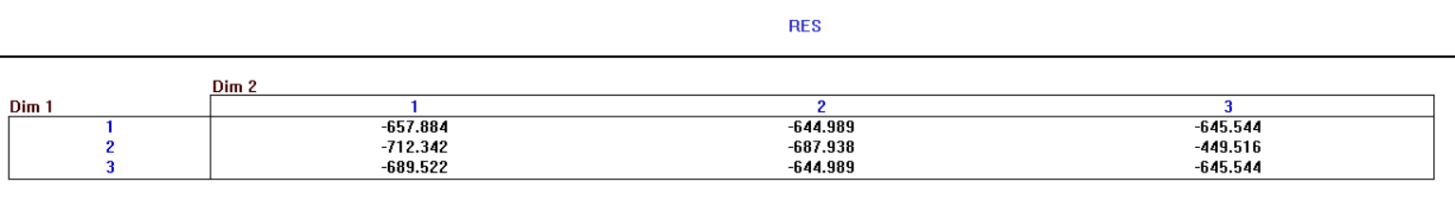 RES
Dim 2
Dim 1 1 2 3
1 -657.884 -644.989 -645.544
2 -712.342 -687.938 -449.516
3 -689.522 -644.989 -645.544